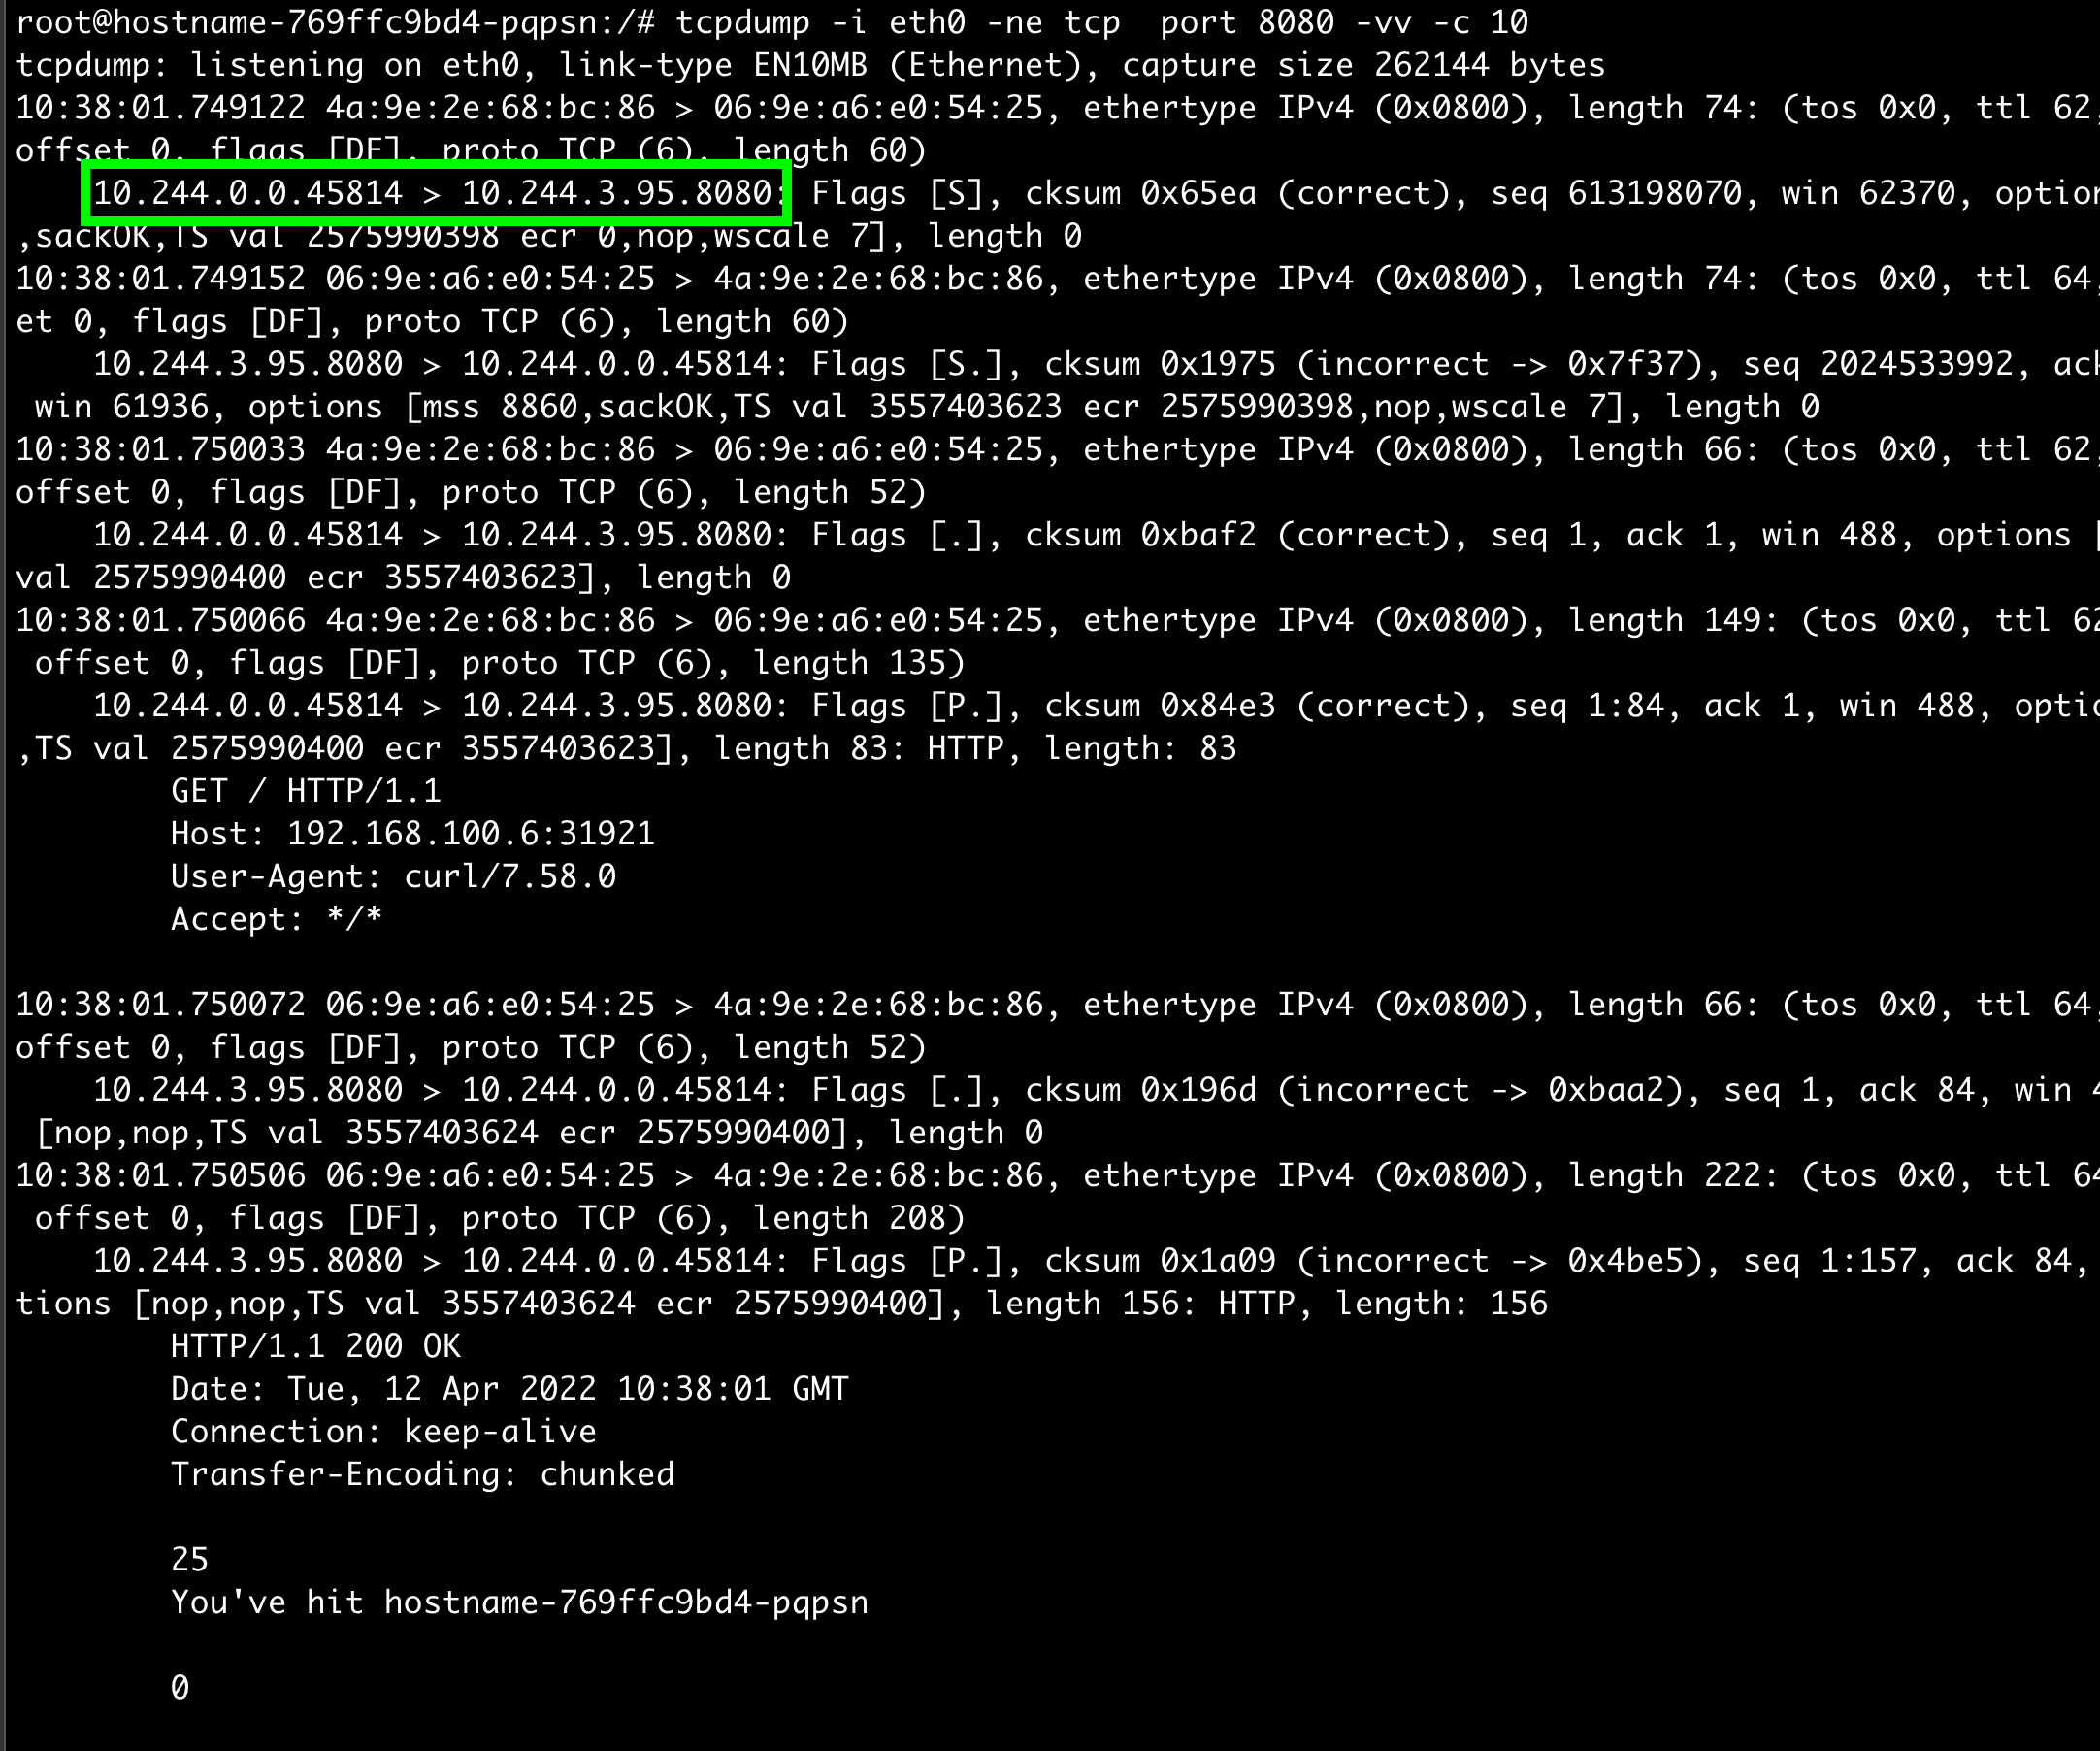 root@hostname-769ffc9bd4-pqpsn:/# tcpdump -i eth0 -ne tcp  port 8080 -vv -c 10
tcpdump: listening on eth0, link-type EN10MB (Ethernet), capture size 262144 bytes
10:38:01.749122 4a:9e:2e:68:bc:86 > 06:9e:a6:e0:54:25, ethertype IPv4 (0x0800), length 74: (tos 0x0, ttl 62,
offset 0, flags [DF], proto TCP (6), length 60)
    10.244.0.0.45814 > 10.244.3.95.8080: Flags [S], cksum 0x65ea (correct), seq 613198070, win 62370, option
,sackOK,TS val 2575990398 ecr 0,nop,wscale 7], length 0
10:38:01.749152 06:9e:a6:e0:54:25 > 4a:9e:2e:68:bc:86, ethertype IPv4 (0x0800), length 74: (tos 0x0, ttl 64,
et 0, flags [DF], proto TCP (6), length 60)
    10.244.3.95.8080 > 10.244.0.0.45814: Flags [S.], cksum 0x1975 (incorrect -> 0x7f37), seq 2024533992, ack
 win 61936, options [mss 8860,sackOK,TS val 3557403623 ecr 2575990398,nop,wscale 7], length 0
10:38:01.750033 4a:9e:2e:68:bc:86 > 06:9e:a6:e0:54:25, ethertype IPv4 (0x0800), length 66: (tos 0x0, ttl 62,
offset 0, flags [DF], proto TCP (6), length 52)
    10.244.0.0.45814 > 10.244.3.95.8080: Flags [.], cksum 0xbaf2 (correct), seq 1, ack 1, win 488, options [
val 2575990400 ecr 3557403623], length 0
10:38:01.750066 4a:9e:2e:68:bc:86 > 06:9e:a6:e0:54:25, ethertype IPv4 (0x0800), length 149: (tos 0x0, ttl 62
 offset 0, flags [DF], proto TCP (6), length 135)
    10.244.0.0.45814 > 10.244.3.95.8080: Flags [P.], cksum 0x84e3 (correct), seq 1:84, ack 1, win 488, optio
,TS val 2575990400 ecr 3557403623], length 83: HTTP, length: 83
        GET / HTTP/1.1
        Host: 192.168.100.6:31921
        User-Agent: curl/7.58.0
        Accept: */*

10:38:01.750072 06:9e:a6:e0:54:25 > 4a:9e:2e:68:bc:86, ethertype IPv4 (0x0800), length 66: (tos 0x0, ttl 64,
offset 0, flags [DF], proto TCP (6), length 52)
    10.244.3.95.8080 > 10.244.0.0.45814: Flags [.], cksum 0x196d (incorrect -> 0xbaa2), seq 1, ack 84, win 4
 [nop,nop,TS val 3557403624 ecr 2575990400], length 0
10:38:01.750506 06:9e:a6:e0:54:25 > 4a:9e:2e:68:bc:86, ethertype IPv4 (0x0800), length 222: (tos 0x0, ttl 64
 offset 0, flags [DF], proto TCP (6), length 208)
    10.244.3.95.8080 > 10.244.0.0.45814: Flags [P.], cksum 0x1a09 (incorrect -> 0x4be5), seq 1:157, ack 84,
tions [nop,nop,TS val 3557403624 ecr 2575990400], length 156: HTTP, length: 156
        HTTP/1.1 200 OK
        Date: Tue, 12 Apr 2022 10:38:01 GMT
        Connection: keep-alive
        Transfer-Encoding: chunked

        25
        You've hit hostname-769ffc9bd4-pqpsn

        0